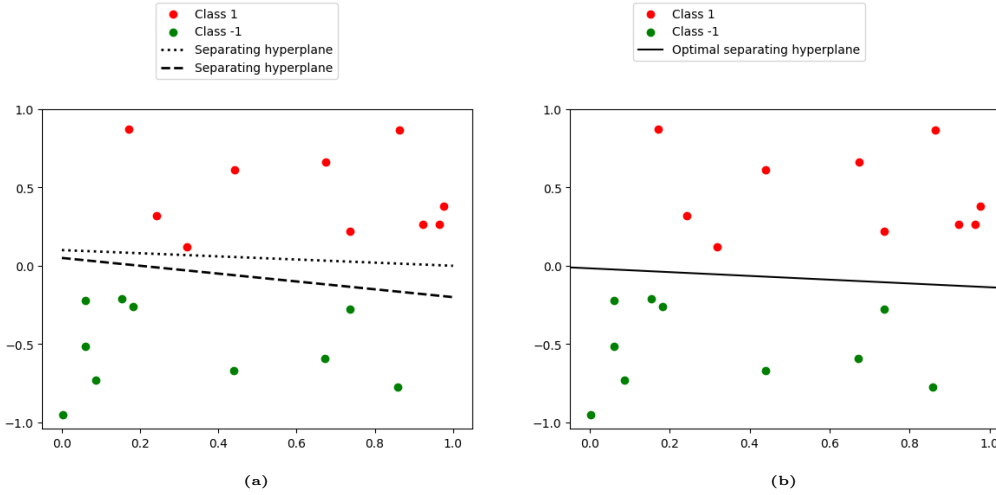 Class 1
Class -1
Separating hyperplane
Separating hyperplane
1.0
0.5
0.0
−0.5
−1.0
0.0 0.2 0.4 0.6 0.8 1.0
(a)
Class 1
Class -1
Optimal separating hyperplane
1.0
0.5
0.0
−0.5
−1.0
0.0 0.2 0.4 0.6 0.8 1.0
(b)